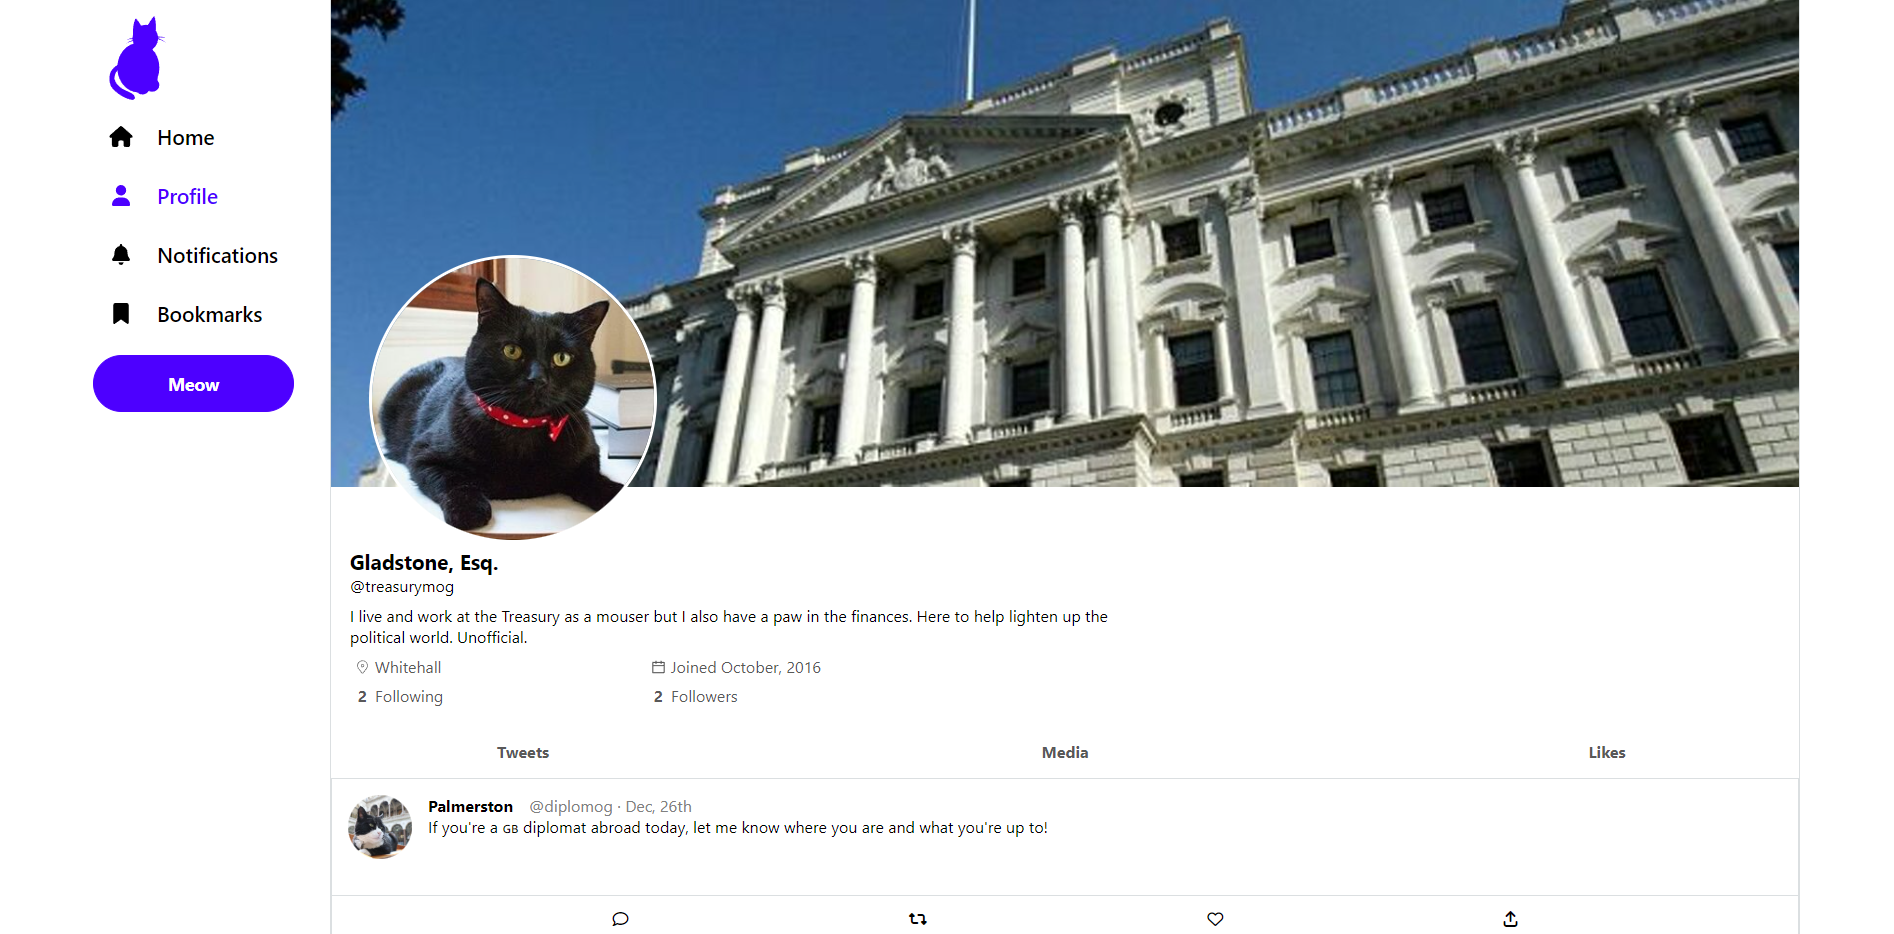 Home
Profile
Notifications
Bookmarks
Meow
Gladstone, Esq.
@treasurymog
I live and work at the Treasury as a mouser but I also have a paw in the finances. Here to help lighten up the
political world. Unofficial.
Whitehall
Joined October, 2016
2 Following
2 Followers
Tweets
Media
Likes
Palmerston @diplomog · Dec, 26th
If you're a GB diplomat abroad today, let me know where you are and what you're up to!